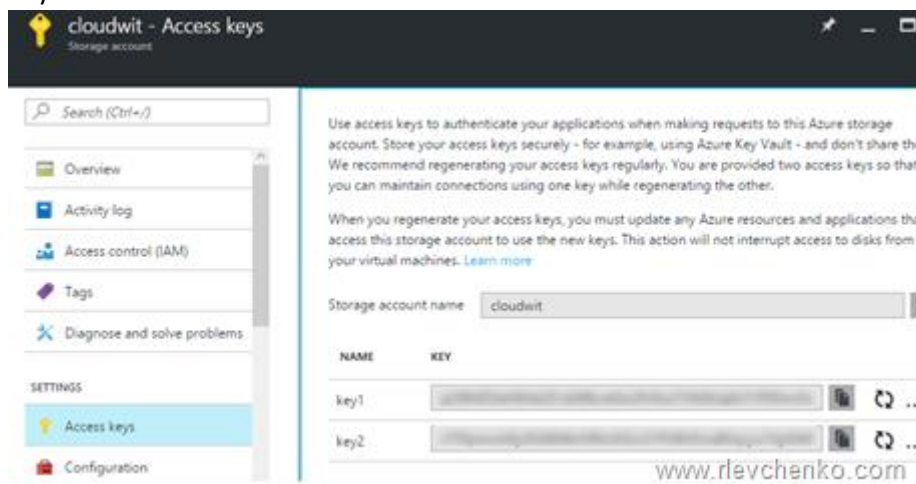 cloudwit - Access keys
Storage account
Search (Ctrl+/)
Overview
Activity log
Access control (IAM)
Tags
Diagnose and solve problems
SETTINGS
Access keys
Configuration
Use access keys to authenticate your applications when making requests to this Azure storage
account. Store your access keys securely - for example, using Azure Key Vault - and don't share the
We recommend regenerating your access keys regularly. You are provided two access keys so that
you can maintain connections using one key while regenerating the other.
When you regenerate your access keys, you must update any Azure resources and applications tha
access this storage account to use the new keys. This action will not interrupt access to disks from
your virtual machines. Learn more
Storage account name cloudwit
NAME KEY
key1
key2
www.rlevchenko.com